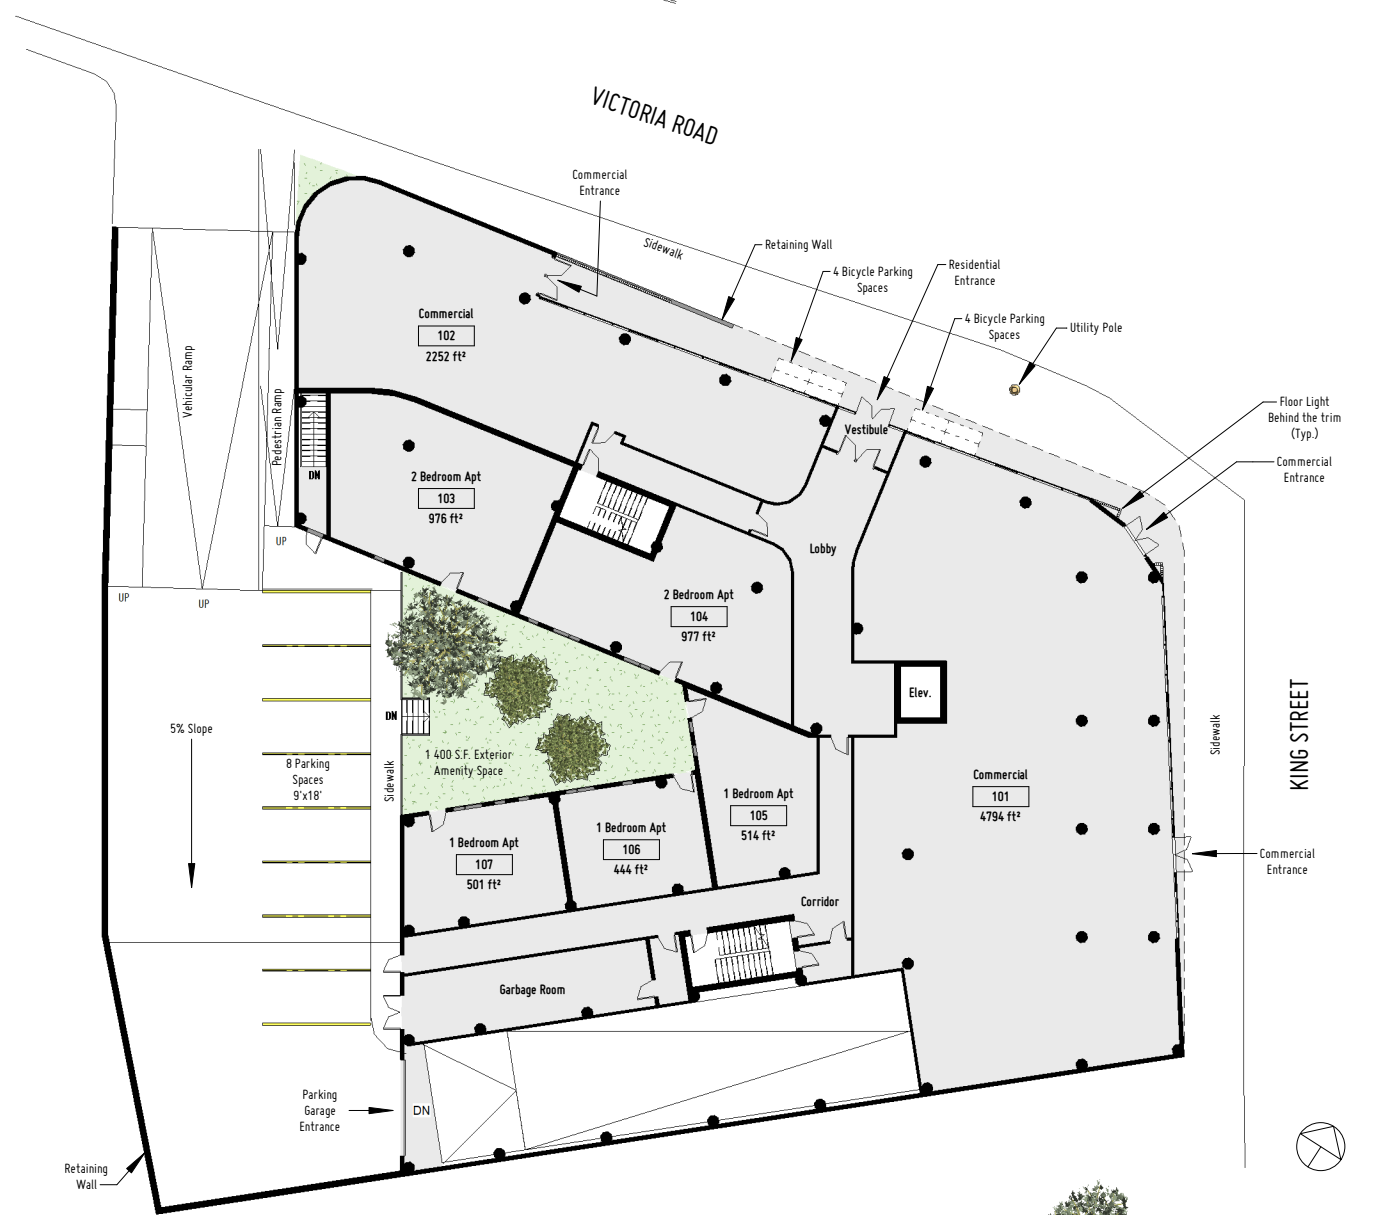 VICTORIA ROAD
Commercial
Entrance
Sidewalk
Retaining Wall
4 Bicycle Parking
Spaces
Residential
Entrance
4 Bicycle Parking
Spaces
Utility Pole
Commercial
102
2252 ft²
Vehicular Ramp
Pedestrian Ramp
Floor Light
Behind the trim
(Typ.)
Vestibule
Commercial
Entrance
DN
2 Bedroom Apt
103
976 ft²
UP
Lobby
UP
UP
2 Bedroom Apt
104
977 ft²
Elev.
KING STREET
Sidewalk
5% Slope
DN
8 Parking
Spaces
9'x18'
Sidewalk
1 400 S.F. Exterior
Amenity Space
1 Bedroom Apt
105
514 ft²
Commercial
101
4794 ft²
1 Bedroom Apt
107
501 ft²
1 Bedroom Apt
106
444 ft²
Commercial
Entrance
Corridor
Garbage Room
Parking
Garage
Entrance
DN
Retaining
Wall